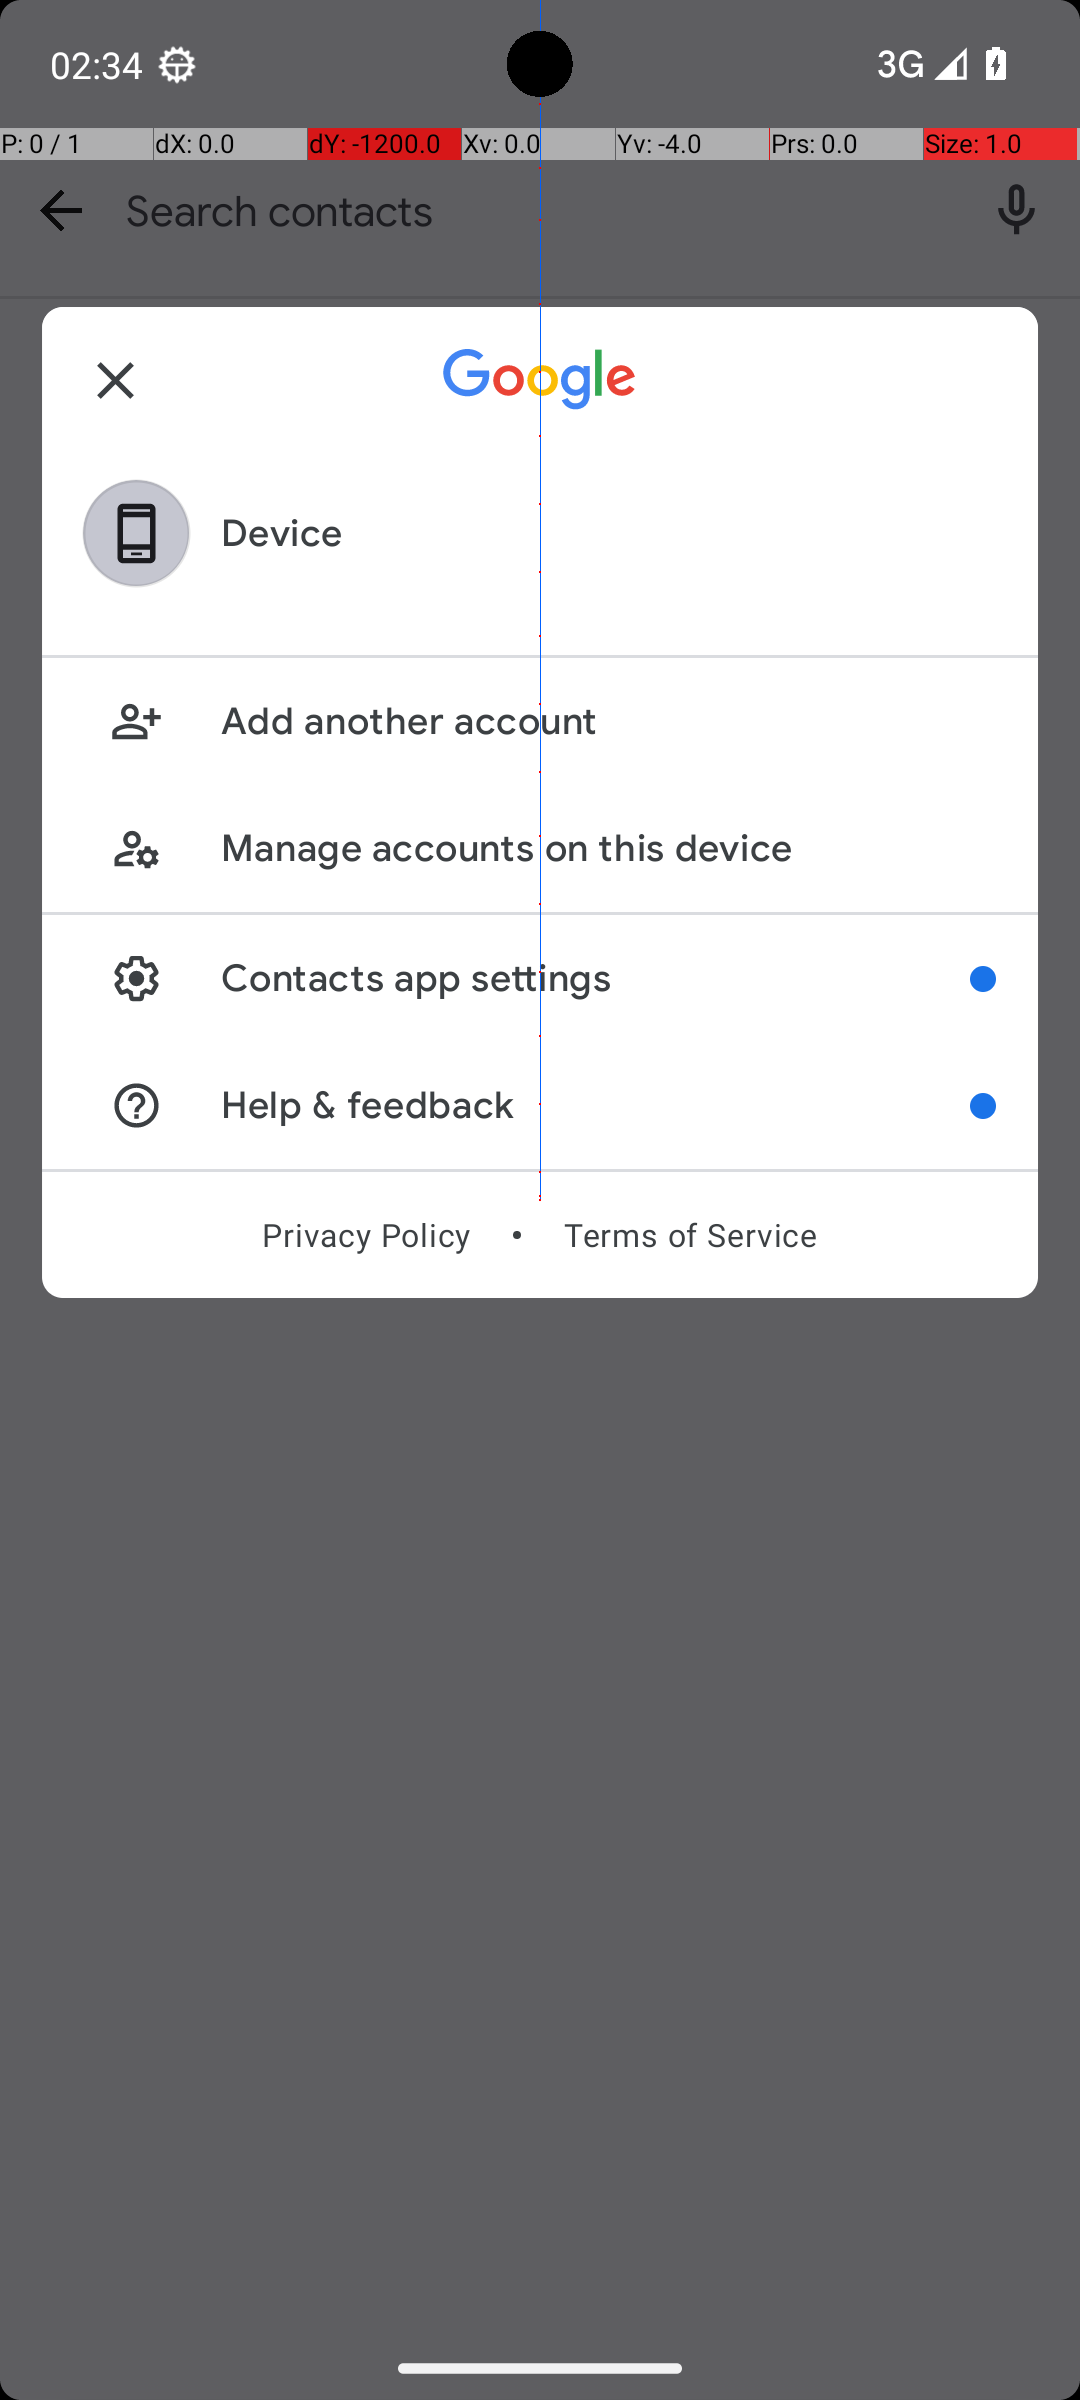 02:34
3G
P: 0 / 1 dX: 0.0 dY: -1200.0 Xv: 0.0 Yv: -4.0 Prs: 0.0 Size: 1.0
Search contacts
Google
Device
Add another account
Manage accounts on this device
Contacts app settings
Help & feedback
Privacy Policy • Terms of Service